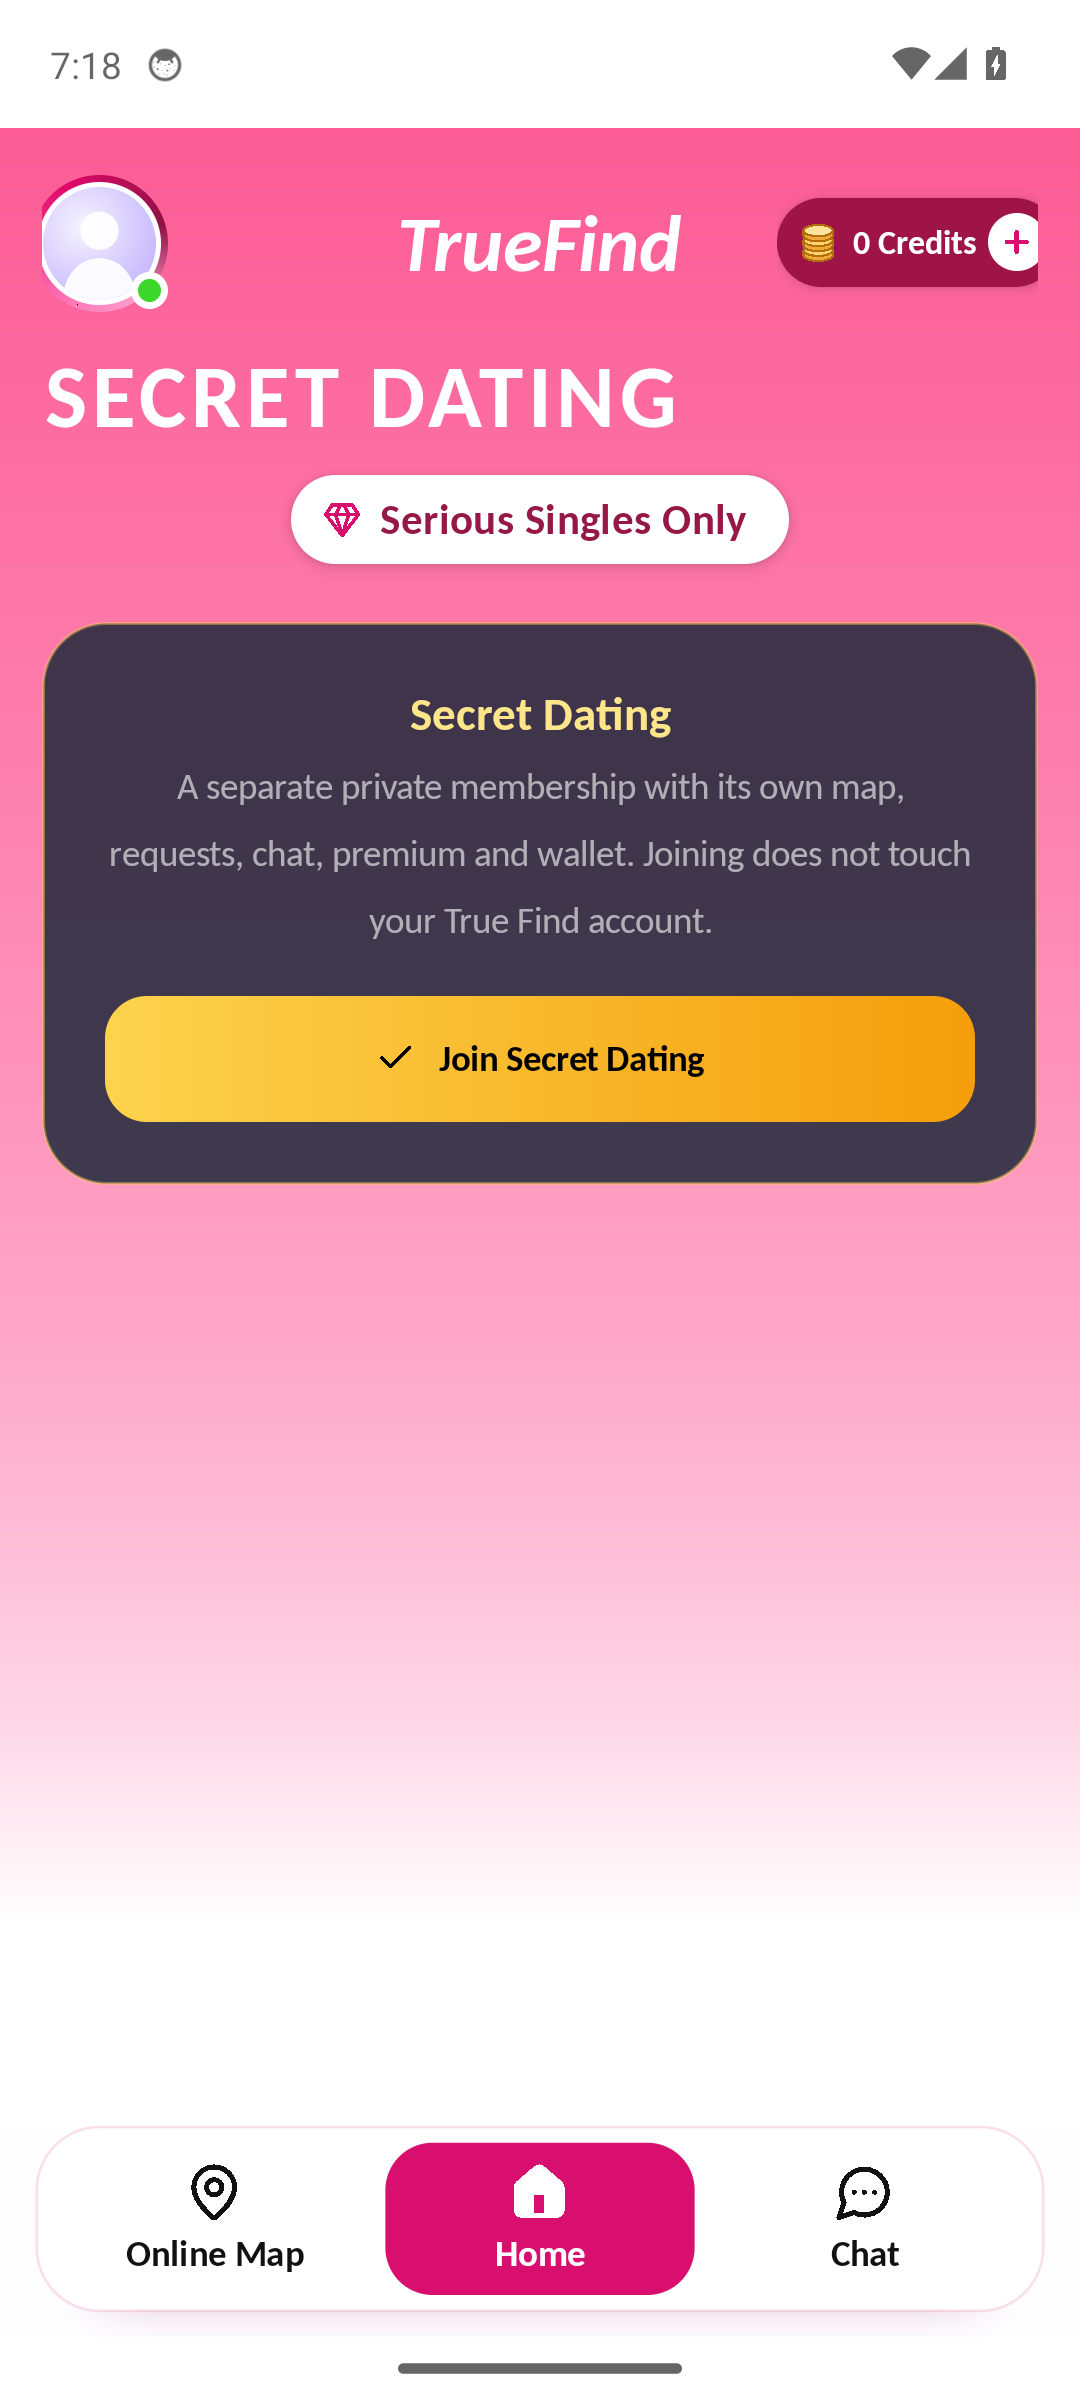 7:18
TrueFind
0 Credits
SECRET DATING
Serious Singles Only
Secret Dating
A separate private membership with its own map,
requests, chat, premium and wallet. Joining does not touch
your True Find account.
Join Secret Dating
Online Map
Home
Chat